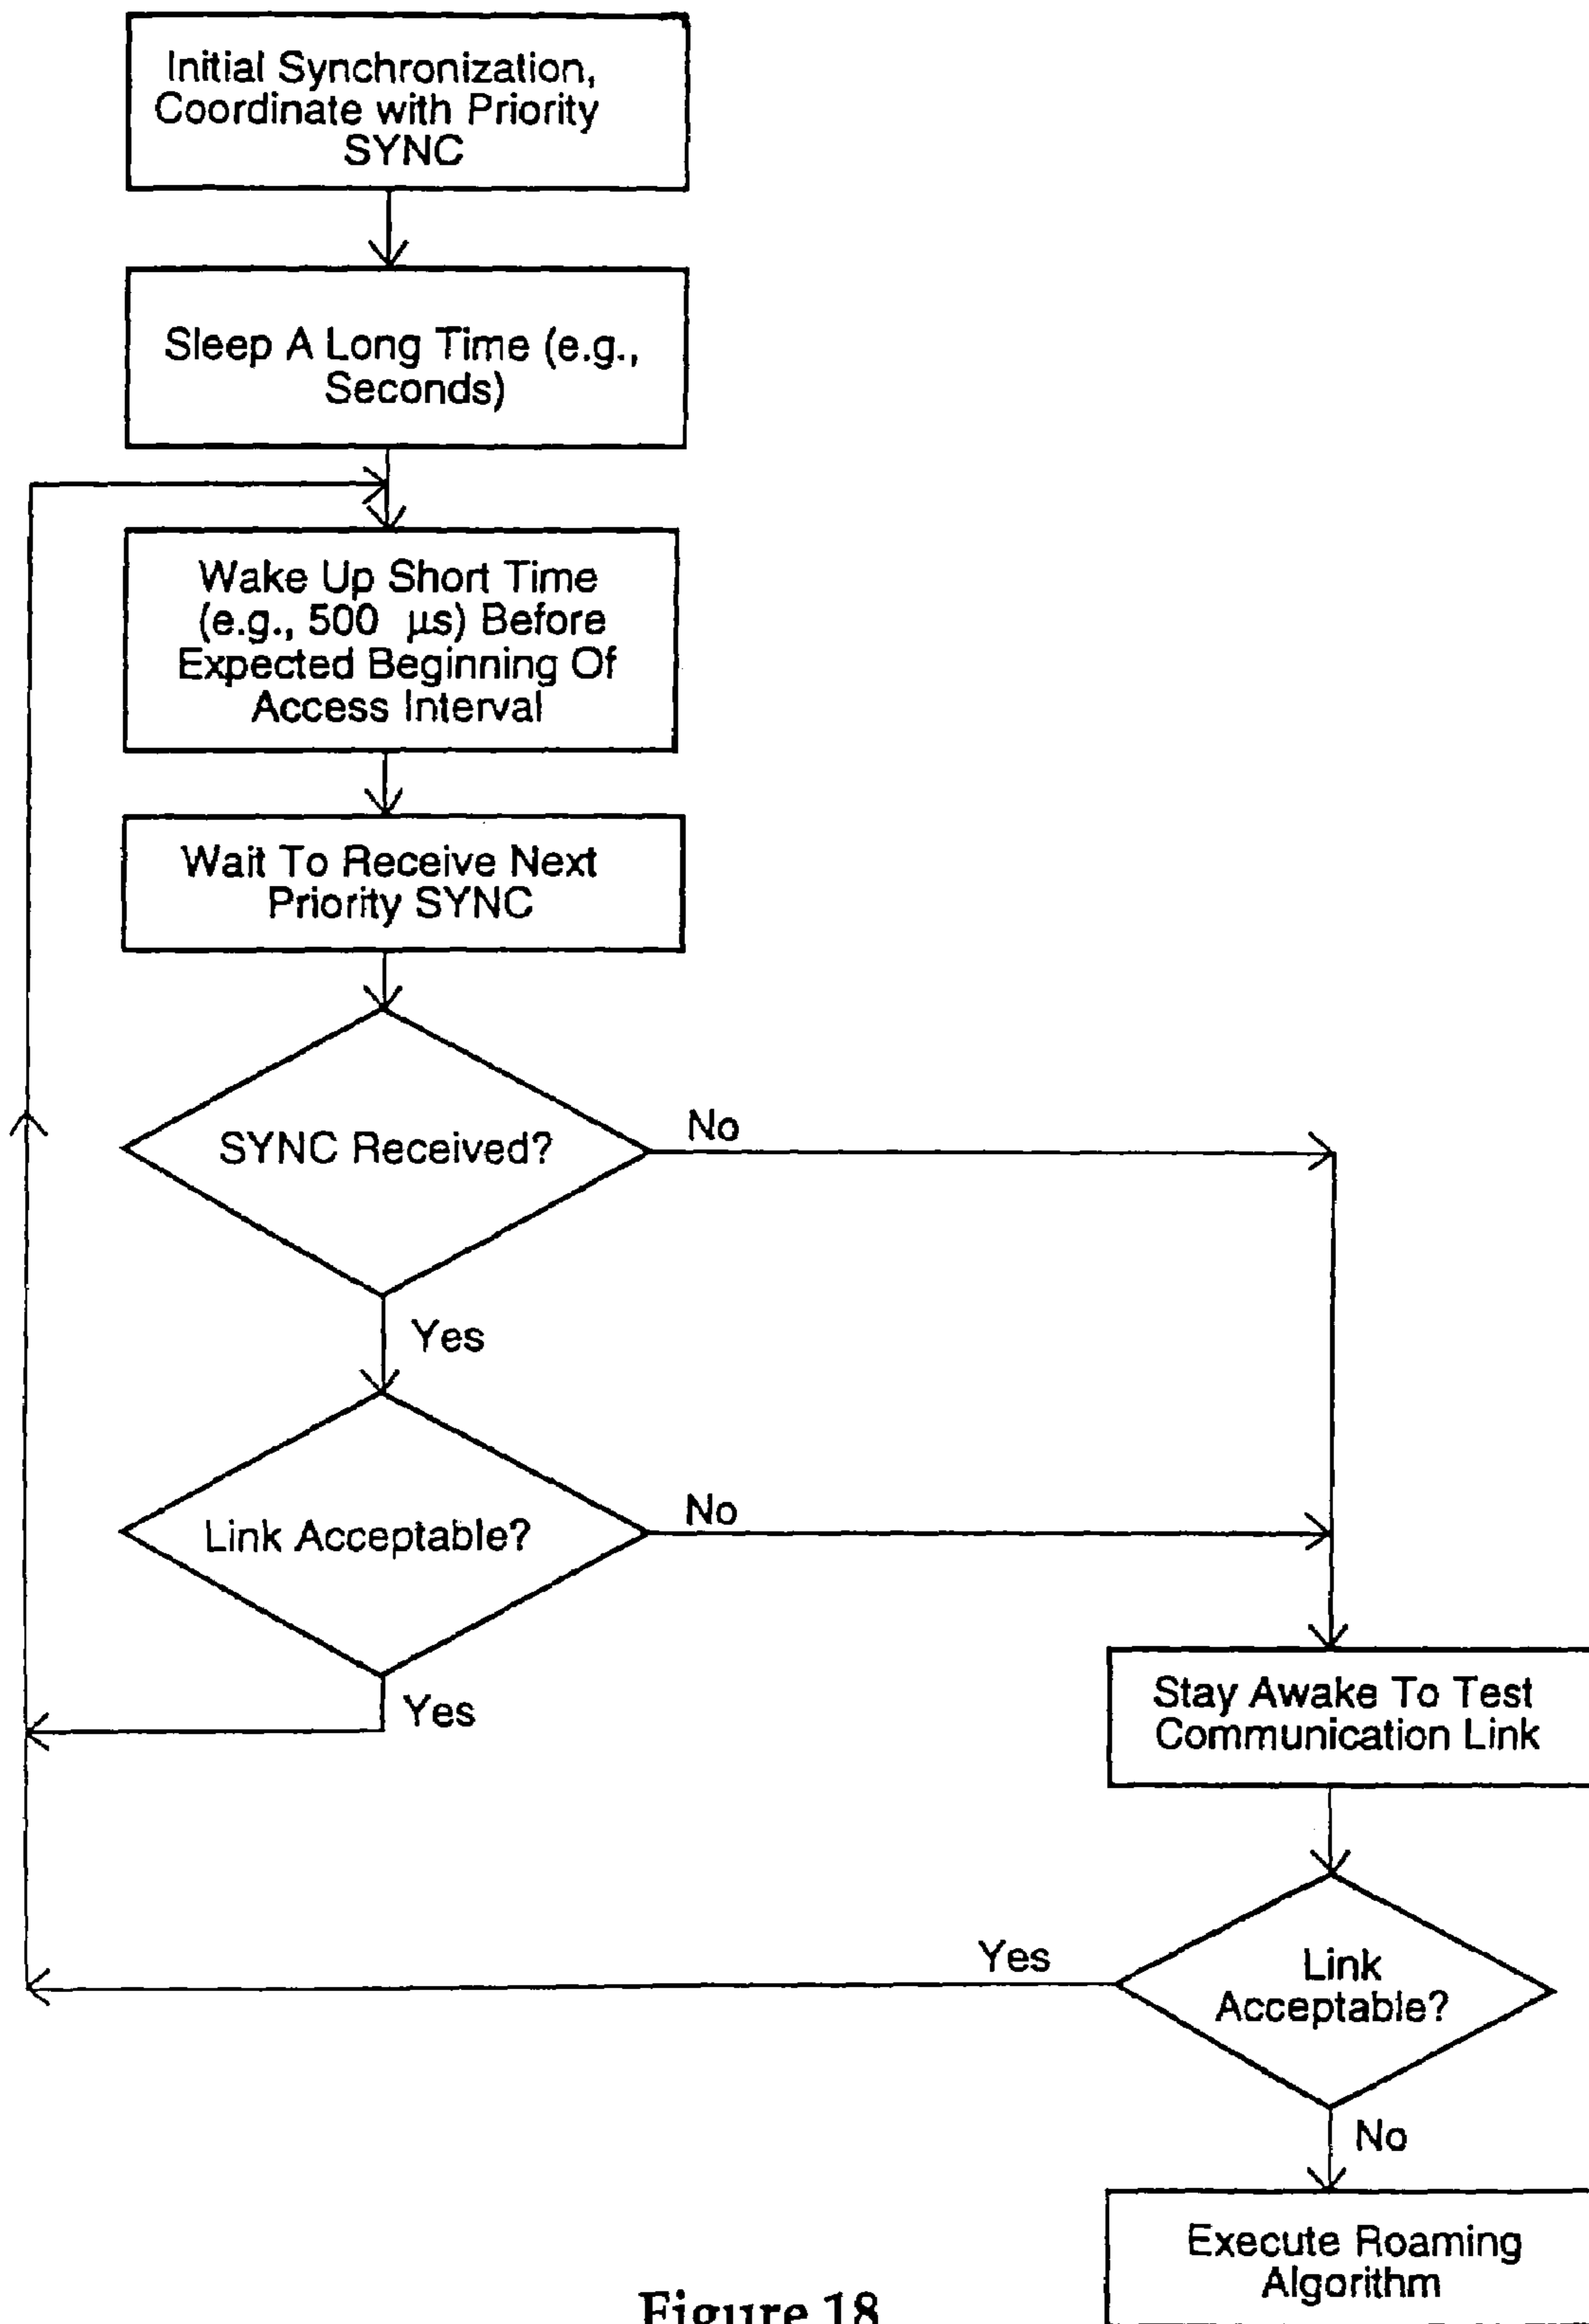 Initial Synchronization,
Coordinate with Priority
SYNC
Sleep A Long Time (e.g.,
Seconds)
Wake Up Short Time
(e.g., 500 µs) Before
Expected Beginning Of
Access Interval
Wait To Receive Next
Priority SYNC
SYNC Received?
No
Yes
Link Acceptable?
No
Yes
Stay Awake To Test
Communication Link
Link
Acceptable?
Yes
No
Execute Roaming
Algorithm
Figure 18